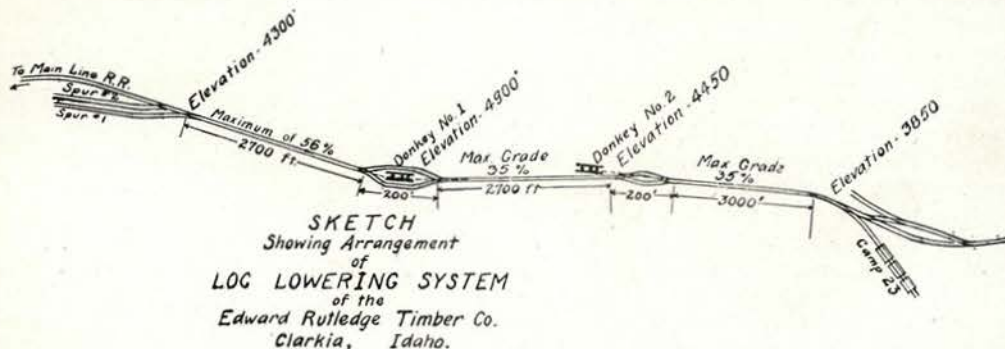 To Main Line R.R.
Spur #2
Spur #1
Elevation - 4300'
Maximum of 56%
2700 ft.
Donkey No. 1
Elevation - 4900'
200'
Max. Grade
35%
2700 ft
Donkey No. 2
Elevation - 4450
200'
Max. Grade
35%
3000'
Elevation - 3850
Camp 23
SKETCH
Showing Arrangement
of
LOG LOWERING SYSTEM
of the
Edward Rutledge Timber Co.
Clarkia, Idaho.